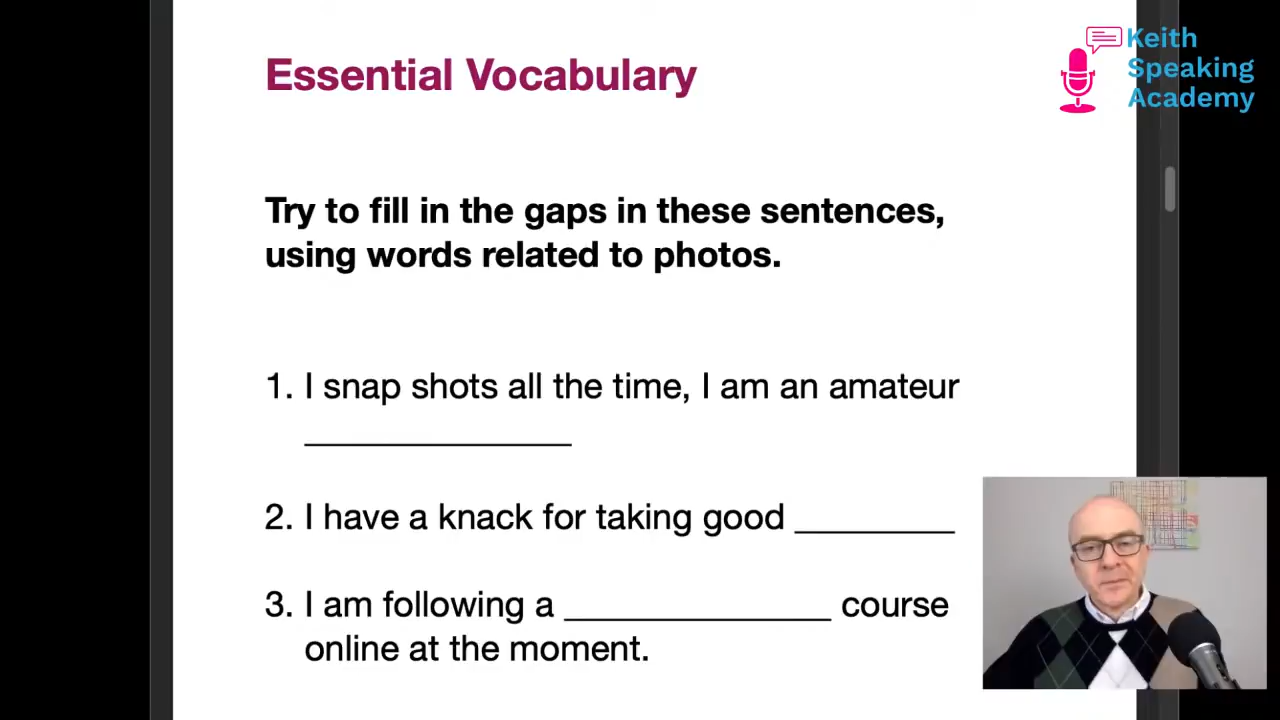 Keith
Speaking
Academy
Essential Vocabulary
Try to fill in the gaps in these sentences,
using words related to photos.
1. I snap shots all the time, I am an amateur
_______________
2. I have a knack for taking good _________
3. I am following a _______________ course
online at the moment.